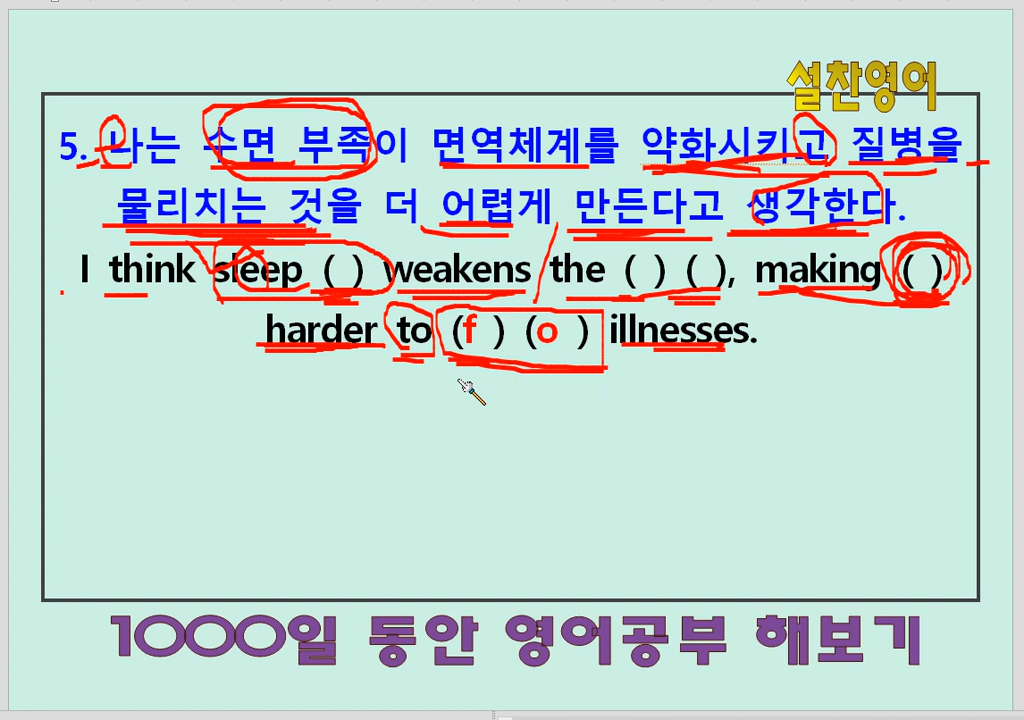 설찬영어
5. 나는 수면 부족이 면역체계를 약화시키고 질병을
물리치는 것을 더 어렵게 만든다고 생각한다.
I think sleep ( ) weakens the ( ) ( ), making ( )
harder to (f ) (o ) illnesses.
1000일 동안 영어공부 해보기